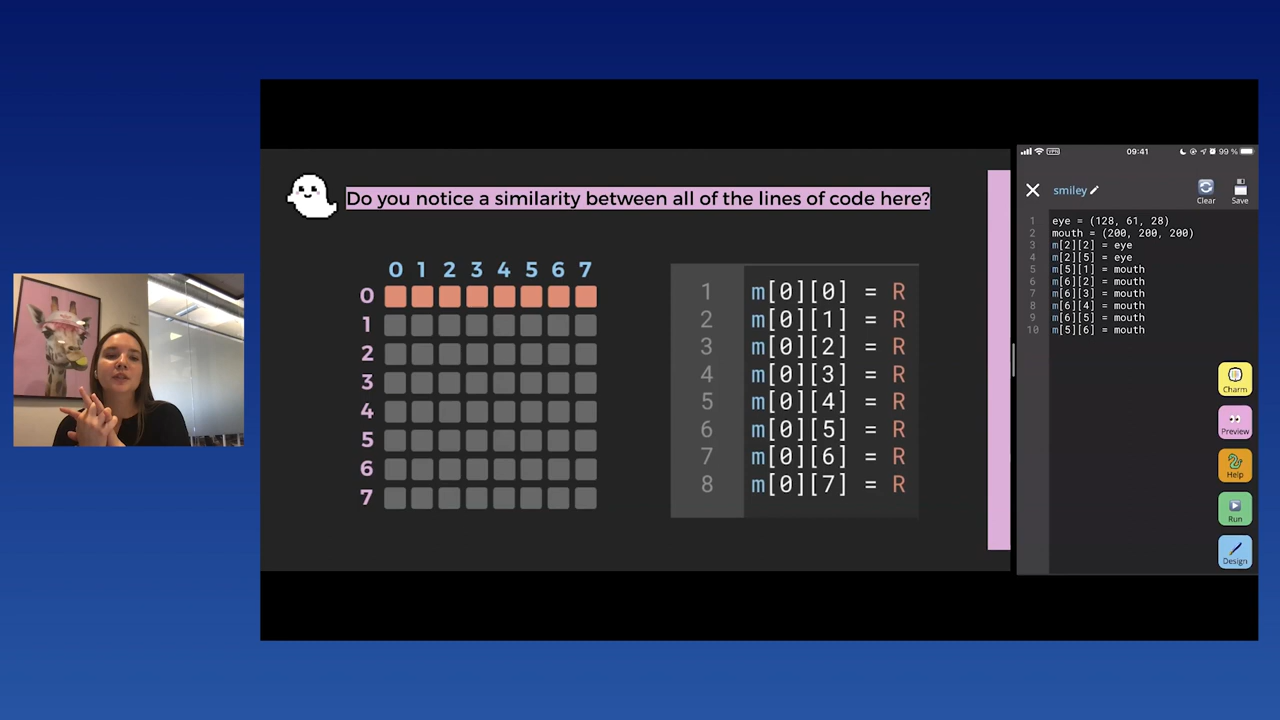 Do you notice a similarity between all of the lines of code here?
0 1 2 3 4 5 6 7
0
1
2
3
4
5
6
7
1 m[0][0] = R
2 m[0][1] = R
3 m[0][2] = R
4 m[0][3] = R
5 m[0][4] = R
6 m[0][5] = R
7 m[0][6] = R
8 m[0][7] = R
VPN 09:41 99 %
smiley
Clear Save
1 eye = (128, 61, 28)
2 mouth = (200, 200, 200)
3 m[2][2] = eye
4 m[2][5] = eye
5 m[5][1] = mouth
6 m[6][2] = mouth
7 m[6][3] = mouth
8 m[6][4] = mouth
9 m[6][5] = mouth
10 m[5][6] = mouth
Charm
Preview
Help
Run
Design